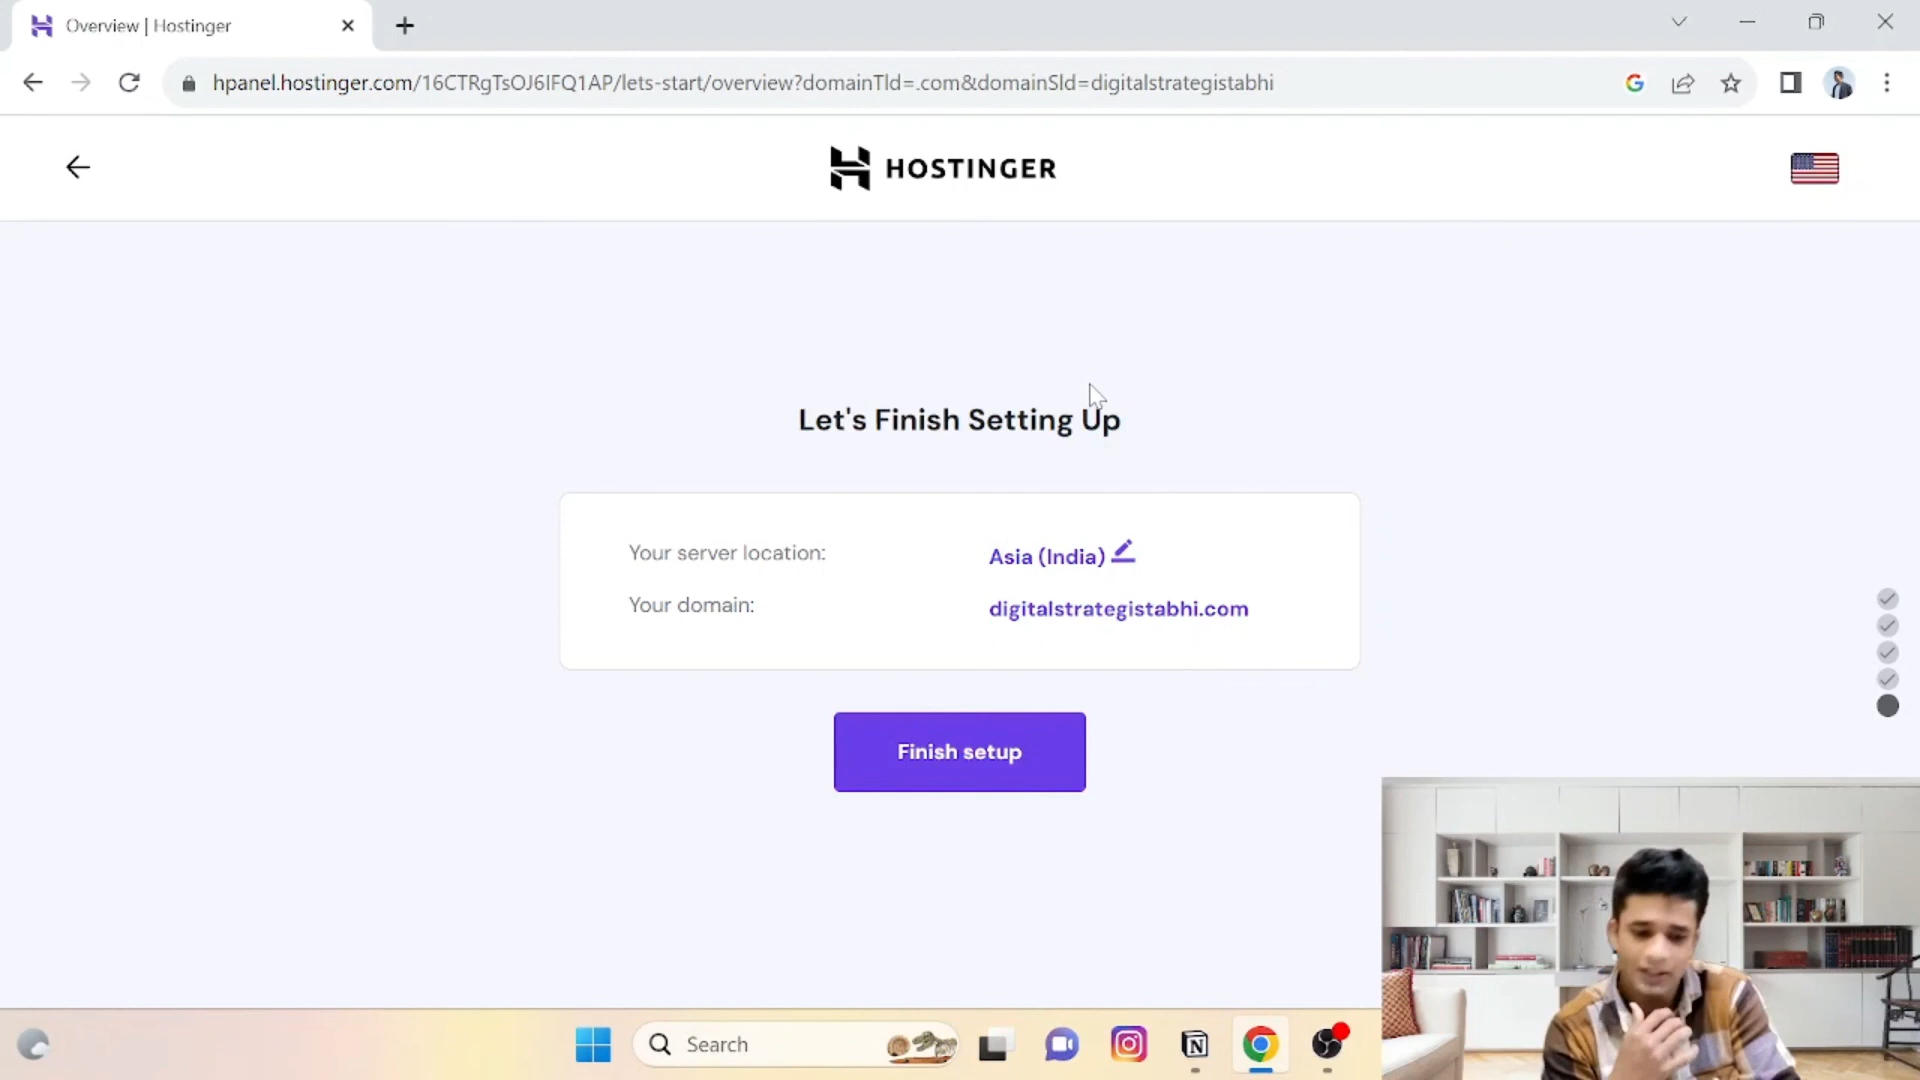 Overview | Hostinger
hpanel.hostinger.com/16CTRgTsOJ6IFQ1AP/lets-start/overview?domainTld=.com&domainSld=digitalstrategistabhi
HOSTINGER
Let's Finish Setting Up
Your server location:
Asia (India)
Your domain:
digitalstrategistabhi.com
Finish setup
Search